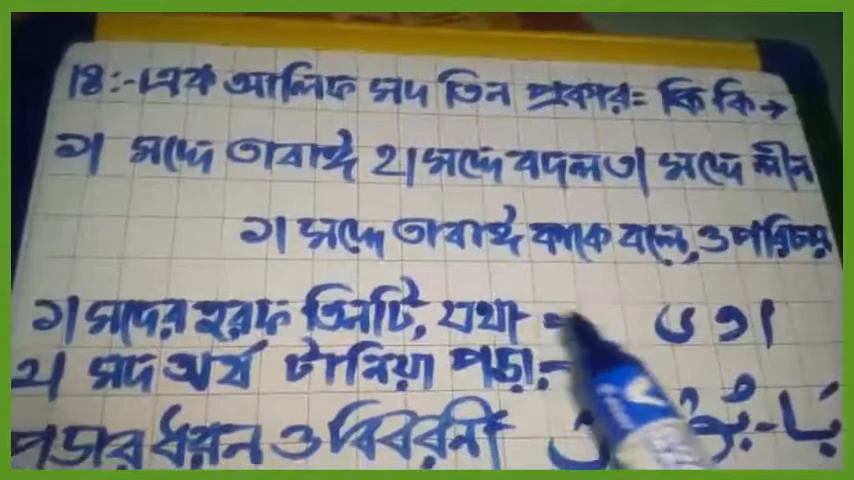 ১৪:- এক আলিফ মদ তিন প্রকার= কি কি→
১। মদ্দে তাবাঈ ২। মদ্দে বদল ৩। মদ্দে লীন
১। মদ্দে তাবাঈ কাকে বলে, ও পরিচয়
১। মদের হরফ তিনটি, যথা = ا و ى
২। মদ অর্থ টানিয়া পড়া:-
পড়ার ধরন ও বিবরনী بَا - بُوْ